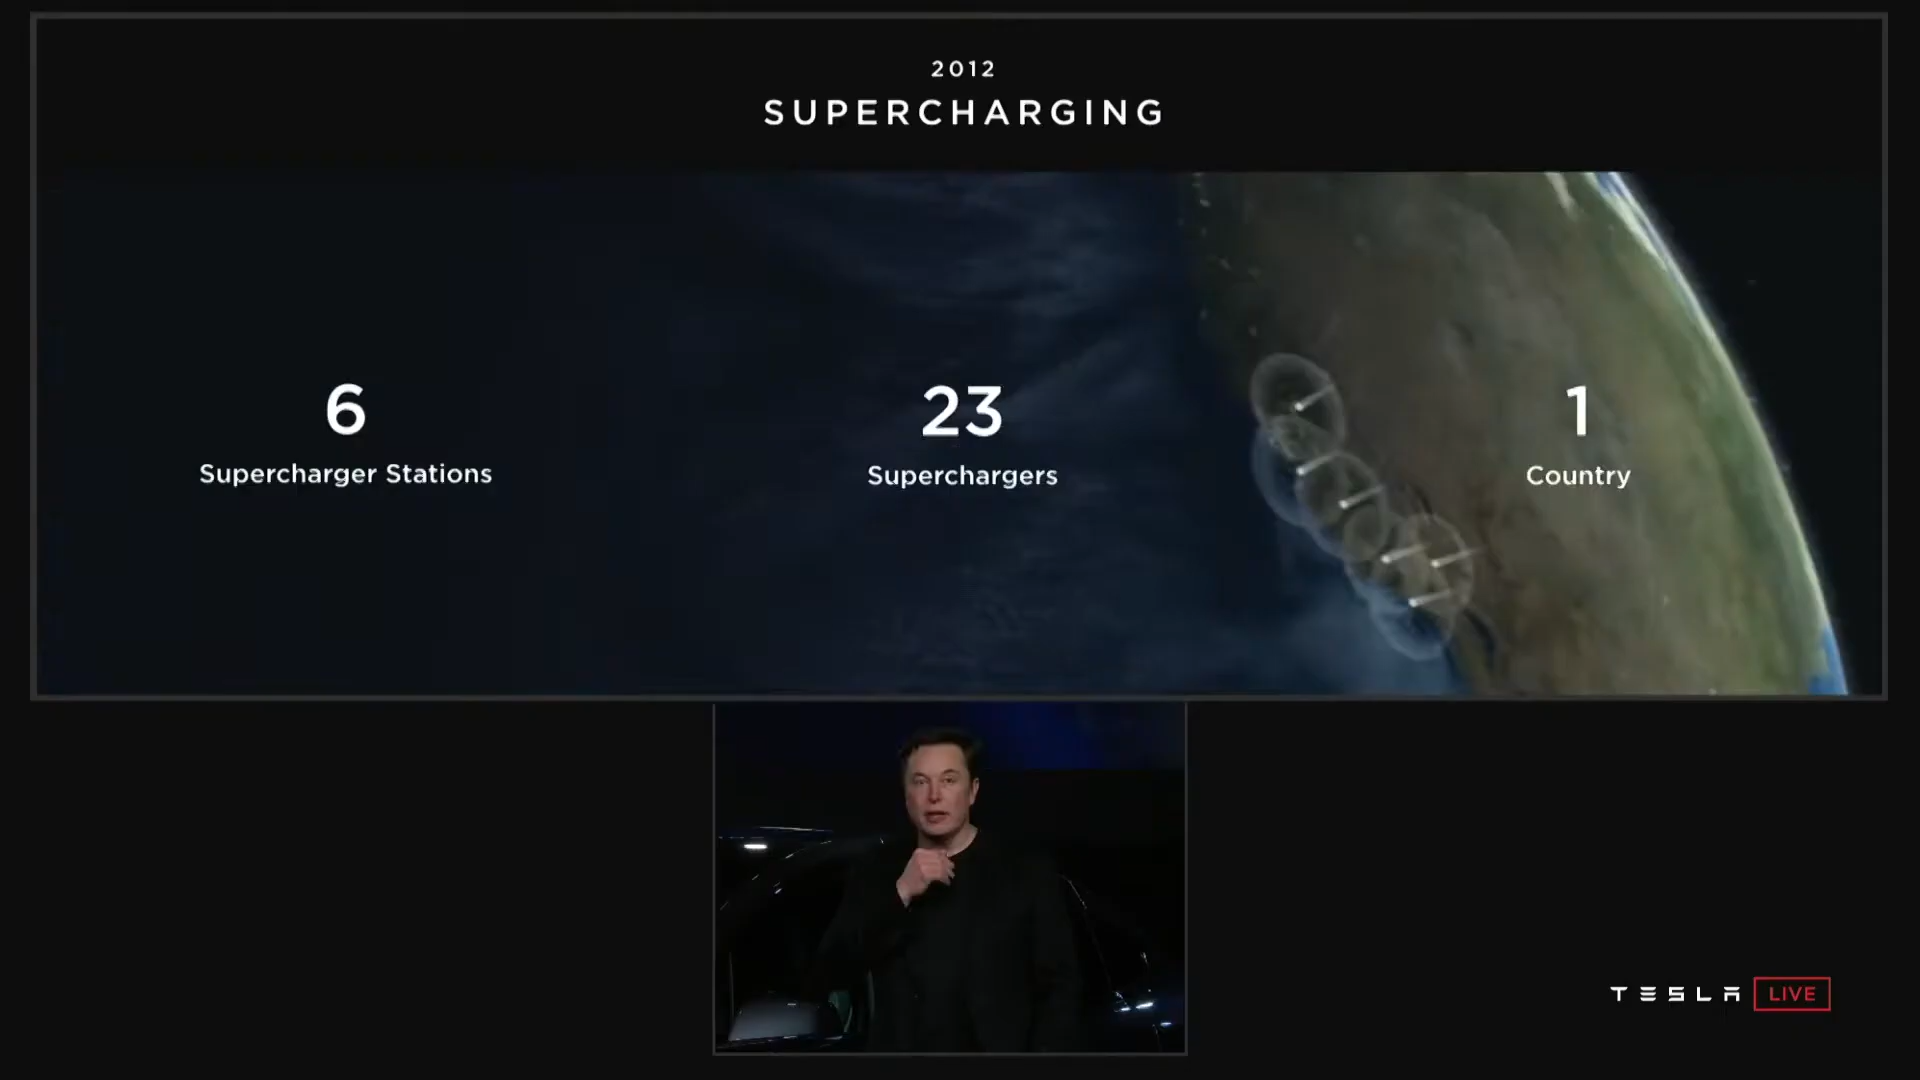 2012
SUPERCHARGING
6
Supercharger Stations
23
Superchargers
1
Country
TESLA LIVE